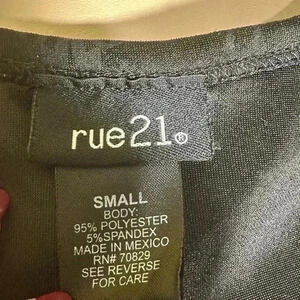 rue21®
SMALL
BODY:
95% POLYESTER
5%SPANDEX
MADE IN MEXICO
RN# 70829
SEE REVERSE
FOR CARE